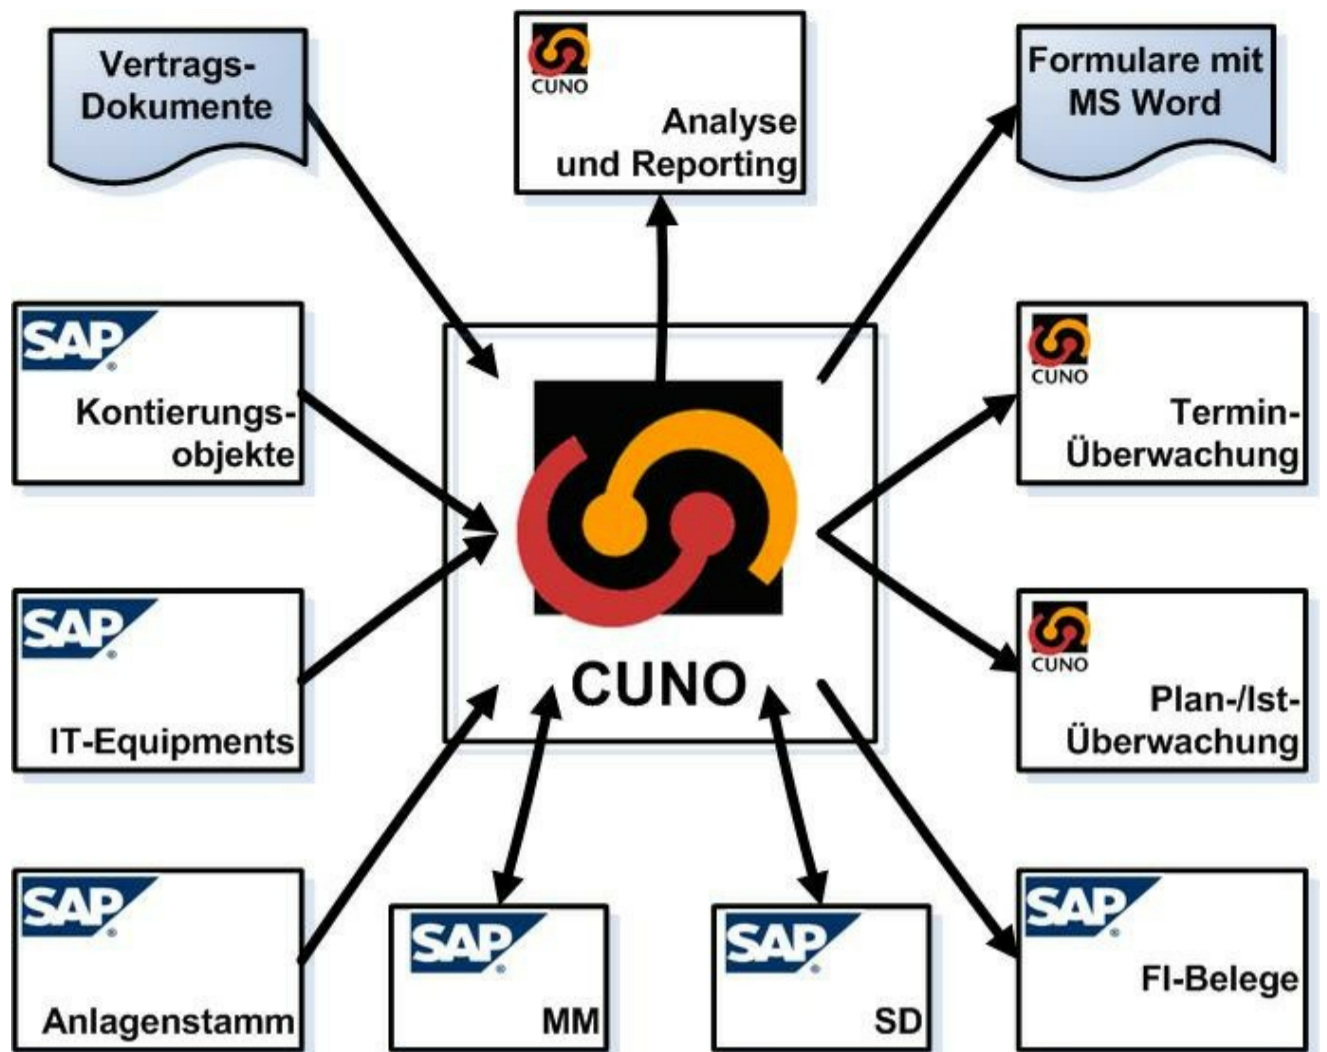 Vertrags-
Dokumente
CUNO
Analyse
und Reporting
Formulare mit
MS Word
SAP®
Kontierungs-
objekte
CUNO
Termin-
Überwachung
SAP®
IT-Equipments
CUNO
CUNO
Plan-/Ist-
Überwachung
SAP®
Anlagenstamm
SAP®
MM
SAP®
SD
SAP®
FI-Belege